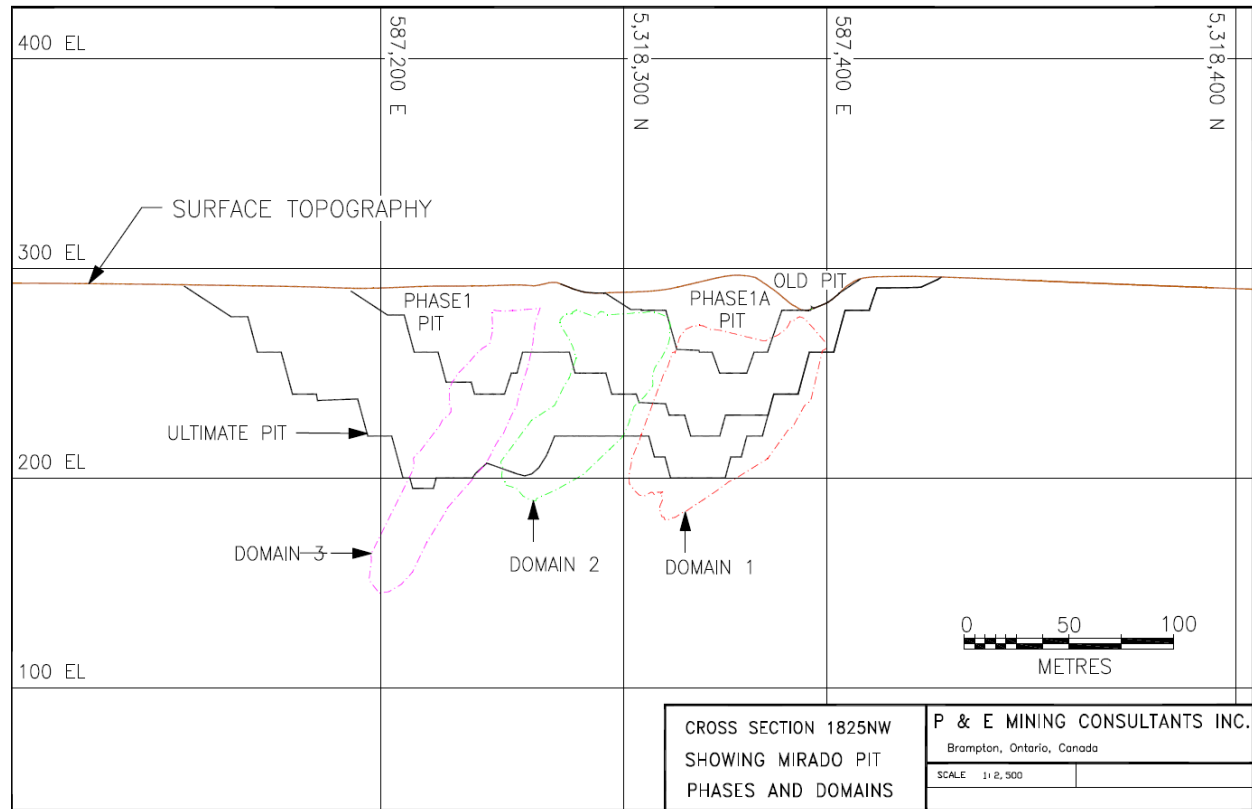 400 EL
587,200 E
5,318,300 N
587,400 E
5,318,400 N
SURFACE TOPOGRAPHY
300 EL
OLD PIT
PHASE1
PIT
PHASE1A
PIT
ULTIMATE PIT
200 EL
DOMAIN 3
DOMAIN 2
DOMAIN 1
0 50 100
METRES
100 EL
CROSS SECTION 1825NW
SHOWING MIRADO PIT
PHASES AND DOMAINS
P & E MINING CONSULTANTS INC.
Brampton, Ontario, Canada
SCALE 1:2,500